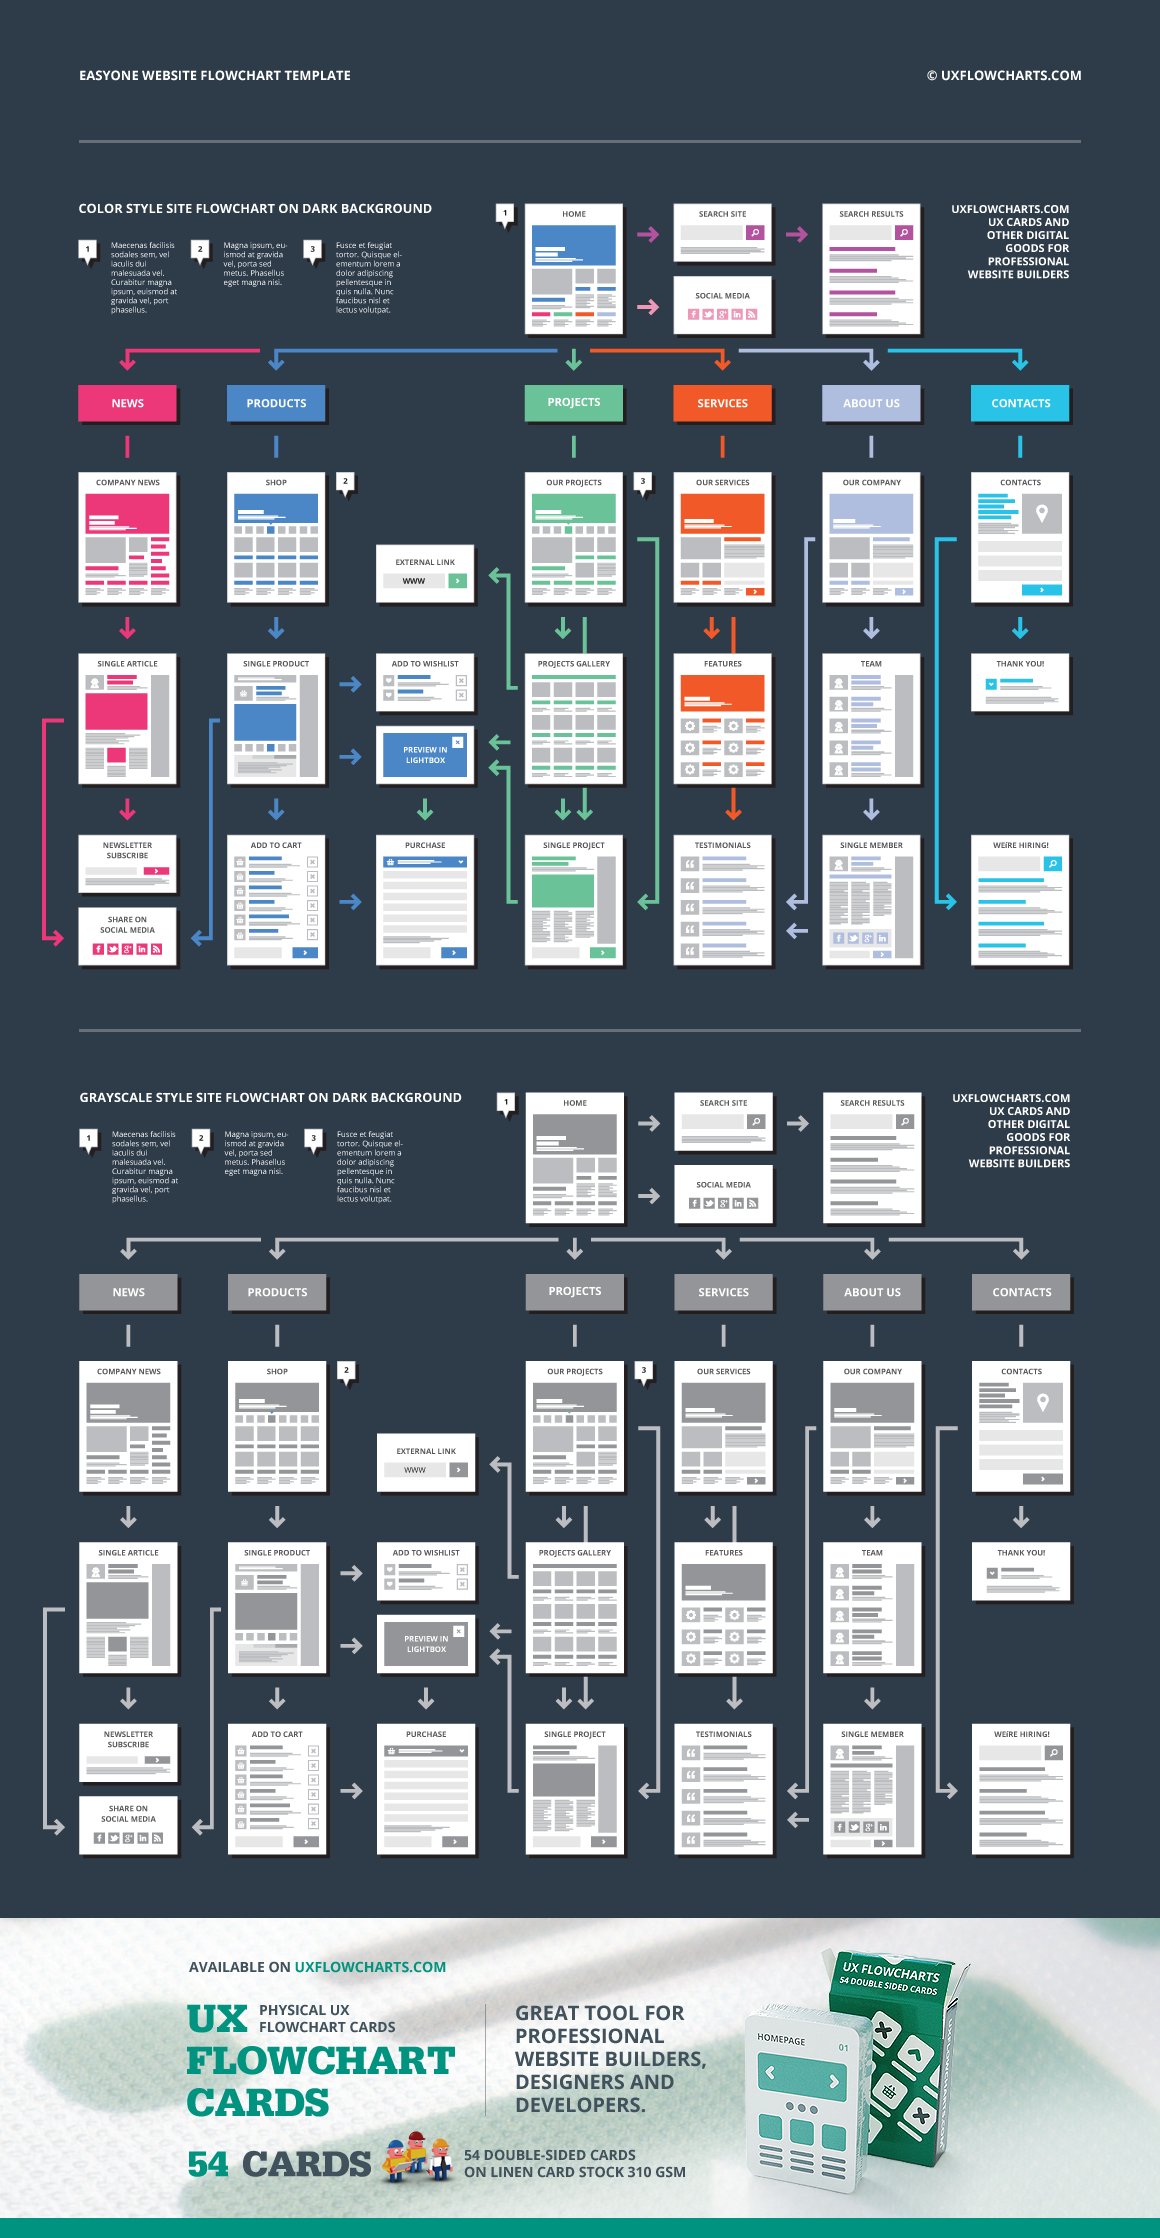 EASYONE WEBSITE FLOWCHART TEMPLATE
© UXFLOWCHARTS.COM
COLOR STYLE SITE FLOWCHART ON DARK BACKGROUND
1
Maecenas facilisis
sodales sem, vel
iaculis dui
malesuada vel.
Curabitur magna
ipsum, euismod at
gravida vel, port
phasellus.
2
Magna ipsum, eu-
ismod at gravida
vel, porta sed
metus. Phasellus
eget magna nisi.
3
Fusce et feugiat
tortor. Quisque el-
ementum lorem a
dolor adipiscing
pellentesque in
quis nulla. Nunc
faucibus nisl et
lectus volutpat.
1
HOME
SEARCH SITE
SEARCH RESULTS
SOCIAL MEDIA
UXFLOWCHARTS.COM
UX CARDS AND
OTHER DIGITAL
GOODS FOR
PROFESSIONAL
WEBSITE BUILDERS
NEWS
PRODUCTS
PROJECTS
SERVICES
ABOUT US
CONTACTS
COMPANY NEWS
SHOP
2
OUR PROJECTS
3
OUR SERVICES
OUR COMPANY
CONTACTS
EXTERNAL LINK
WWW
SINGLE ARTICLE
SINGLE PRODUCT
ADD TO WISHLIST
PROJECTS GALLERY
FEATURES
TEAM
THANK YOU!
PREVIEW IN
LIGHTBOX
NEWSLETTER
SUBSCRIBE
ADD TO CART
PURCHASE
SINGLE PROJECT
TESTIMONIALS
SINGLE MEMBER
WE'RE HIRING!
SHARE ON
SOCIAL MEDIA
GRAYSCALE STYLE SITE FLOWCHART ON DARK BACKGROUND
1
Maecenas facilisis
sodales sem, vel
iaculis dui
malesuada vel.
Curabitur magna
ipsum, euismod at
gravida vel, port
phasellus.
2
Magna ipsum, eu-
ismod at gravida
vel, porta sed
metus. Phasellus
eget magna nisi.
3
Fusce et feugiat
tortor. Quisque el-
ementum lorem a
dolor adipiscing
pellentesque in
quis nulla. Nunc
faucibus nisl et
lectus volutpat.
1
HOME
SEARCH SITE
SEARCH RESULTS
SOCIAL MEDIA
UXFLOWCHARTS.COM
UX CARDS AND
OTHER DIGITAL
GOODS FOR
PROFESSIONAL
WEBSITE BUILDERS
NEWS
PRODUCTS
PROJECTS
SERVICES
ABOUT US
CONTACTS
COMPANY NEWS
SHOP
2
OUR PROJECTS
3
OUR SERVICES
OUR COMPANY
CONTACTS
EXTERNAL LINK
WWW
SINGLE ARTICLE
SINGLE PRODUCT
ADD TO WISHLIST
PROJECTS GALLERY
FEATURES
TEAM
THANK YOU!
PREVIEW IN
LIGHTBOX
NEWSLETTER
SUBSCRIBE
ADD TO CART
PURCHASE
SINGLE PROJECT
TESTIMONIALS
SINGLE MEMBER
WE'RE HIRING!
SHARE ON
SOCIAL MEDIA
AVAILABLE ON UXFLOWCHARTS.COM
UX PHYSICAL UX
FLOWCHART CARDS
FLOWCHART
CARDS
54 CARDS
GREAT TOOL FOR
PROFESSIONAL
WEBSITE BUILDERS,
DESIGNERS AND
DEVELOPERS.
54 DOUBLE-SIDED CARDS
ON LINEN CARD STOCK 310 GSM
UX FLOWCHARTS
54 DOUBLE SIDED CARDS
HOMEPAGE
01